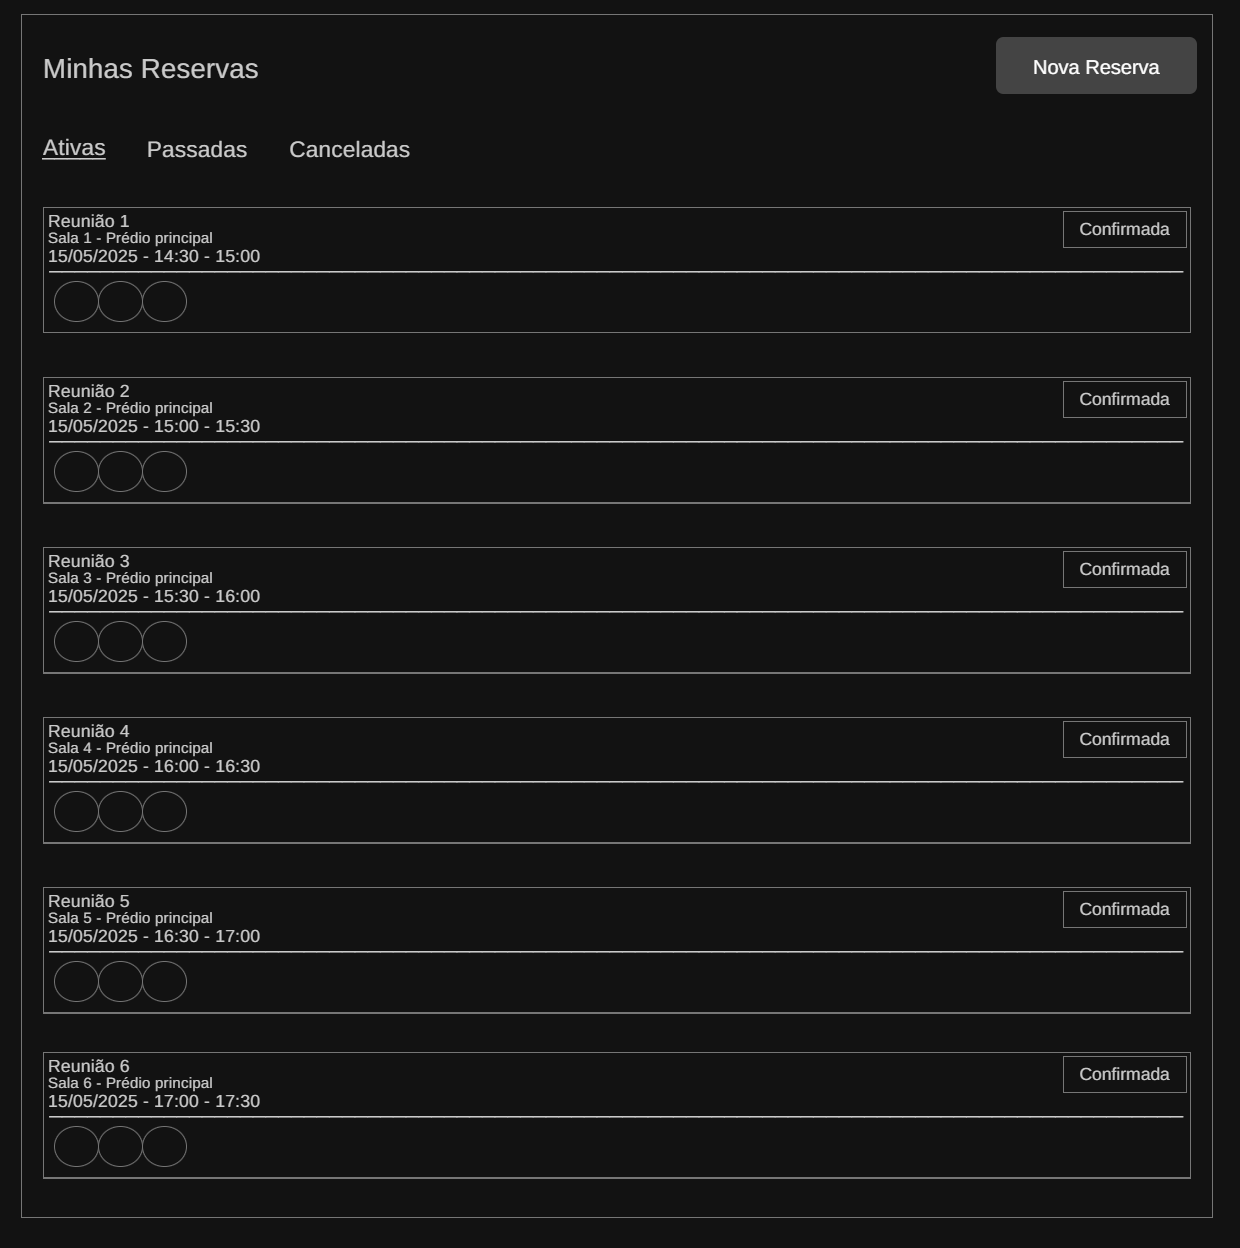 Minhas Reservas
Nova Reserva
Ativas Passadas Canceladas
Reunião 1
Confirmada
Sala 1 - Prédio principal
15/05/2025 - 14:30 - 15:00
Reunião 2
Confirmada
Sala 2 - Prédio principal
15/05/2025 - 15:00 - 15:30
Reunião 3
Confirmada
Sala 3 - Prédio principal
15/05/2025 - 15:30 - 16:00
Reunião 4
Confirmada
Sala 4 - Prédio principal
15/05/2025 - 16:00 - 16:30
Reunião 5
Confirmada
Sala 5 - Prédio principal
15/05/2025 - 16:30 - 17:00
Reunião 6
Confirmada
Sala 6 - Prédio principal
15/05/2025 - 17:00 - 17:30